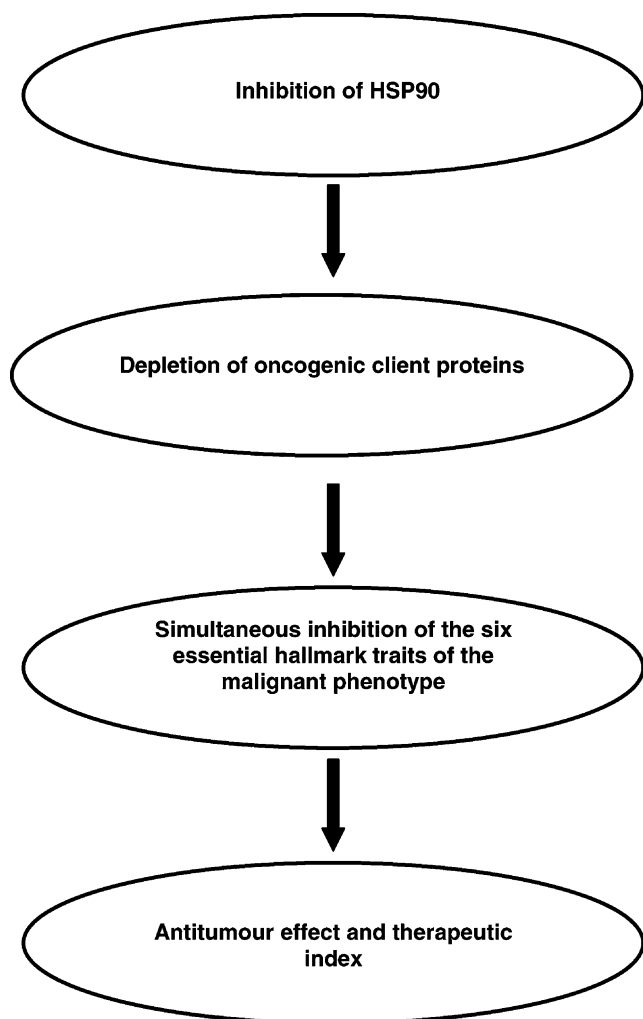 Inhibition of HSP90
Depletion of oncogenic client proteins
Simultaneous inhibition of the six
essential hallmark traits of the
malignant phenotype
Antitumour effect and therapeutic
index